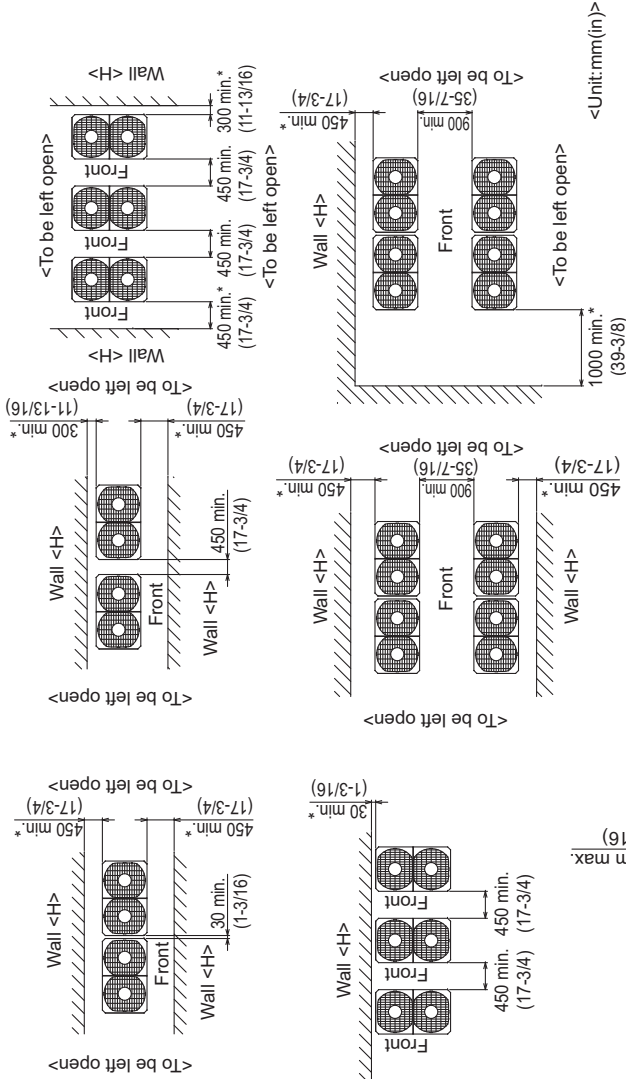 <To be left open>
Wall <H>
450 min.*
(17-3/4)
Front
30 min.
(1-3/16)
450 min.*
(17-3/4)
Wall <H>
<To be left open>
<To be left open>
Wall <H>
300 min.*
(11-13/16)
Front
450 min.
(17-3/4)
450 min.*
(17-3/4)
Wall <H>
<To be left open>
<To be left open>
Wall <H>
Wall <H>
Front
Front
Front
450 min.*
(17-3/4)
450 min.
(17-3/4)
450 min.
(17-3/4)
300 min.*
(11-13/16)
<To be left open>
Wall <H>
30 min.*
(1-3/16)
Front
Front
Front
450 min.
(17-3/4)
450 min.
(17-3/4)
m max.
16)
<To be left open>
Wall <H>
450 min.*
(17-3/4)
Front
900 min.
(35-7/16)
450 min.*
(17-3/4)
Wall <H>
<To be left open>
Wall <H>
450 min.*
(17-3/4)
Front
900 min.
(35-7/16)
<To be left open>
1000 min.*
(39-3/8)
<To be left open>
<Unit:mm(in)>